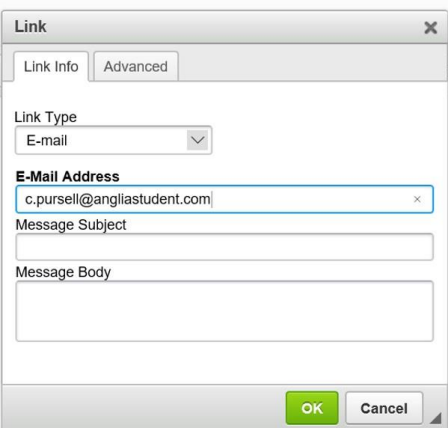 Link
Link Info Advanced
Link Type
E-mail
E-Mail Address
c.pursell@angliastudent.com
Message Subject
Message Body
OK Cancel